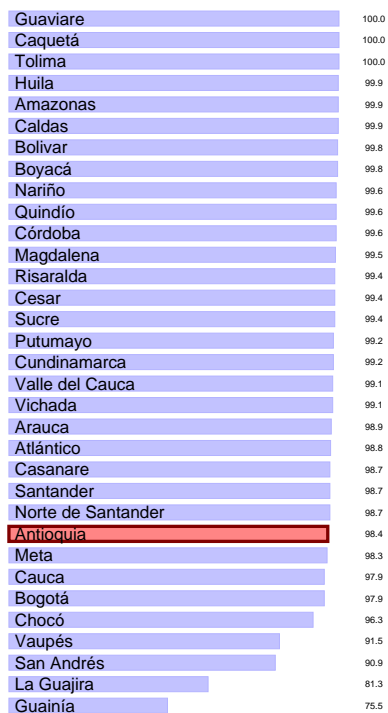 Guaviare 100.0
Caquetá 100.0
Tolima 100.0
Huila 99.9
Amazonas 99.9
Caldas 99.9
Bolivar 99.8
Boyacá 99.8
Nariño 99.6
Quindío 99.6
Córdoba 99.6
Magdalena 99.5
Risaralda 99.4
Cesar 99.4
Sucre 99.4
Putumayo 99.2
Cundinamarca 99.2
Valle del Cauca 99.1
Vichada 99.1
Arauca 98.9
Atlántico 98.8
Casanare 98.7
Santander 98.7
Norte de Santander 98.7
Antioquia 98.4
Meta 98.3
Cauca 97.9
Bogotá 97.9
Chocó 96.3
Vaupés 91.5
San Andrés 90.9
La Guajira 81.3
Guainía 75.5